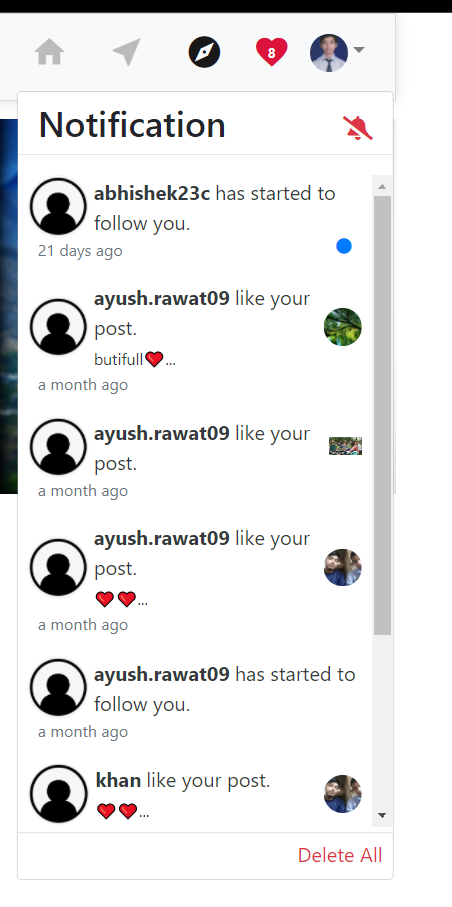 8
Notification
abhishek23c has started to
follow you.
21 days ago
ayush.rawat09 like your
post.
butifull❤...
a month ago
ayush.rawat09 like your
post.
a month ago
ayush.rawat09 like your
post.
❤❤...
a month ago
ayush.rawat09 has started to
follow you.
a month ago
khan like your post.
❤❤...
Delete All